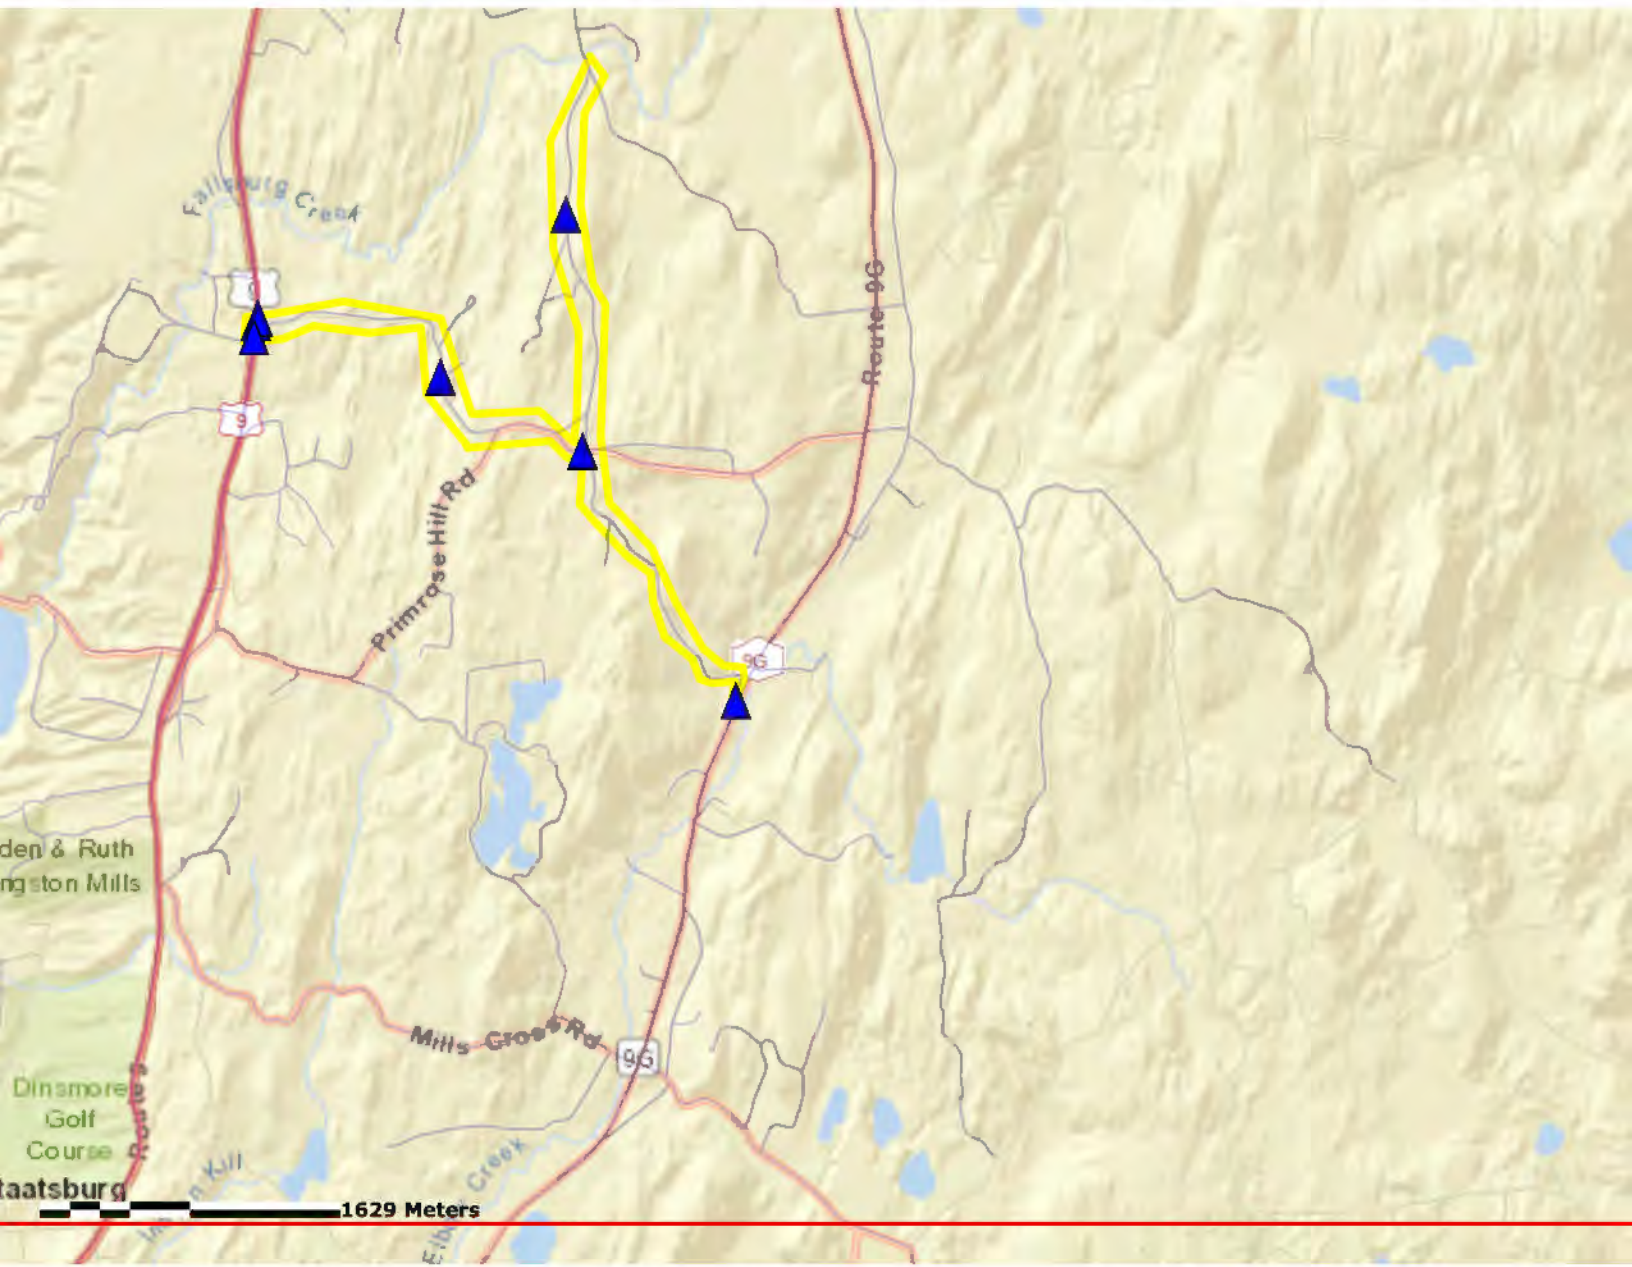 Fallsburg Creek
9
Route 9G
Primrose Hill Rd
9G
den & Ruth
ngston Mills
Mills Cross Rd
9G
Dinsmore
Golf
Course
Route 9
Kill
Creek
taatsburg
1629 Meters